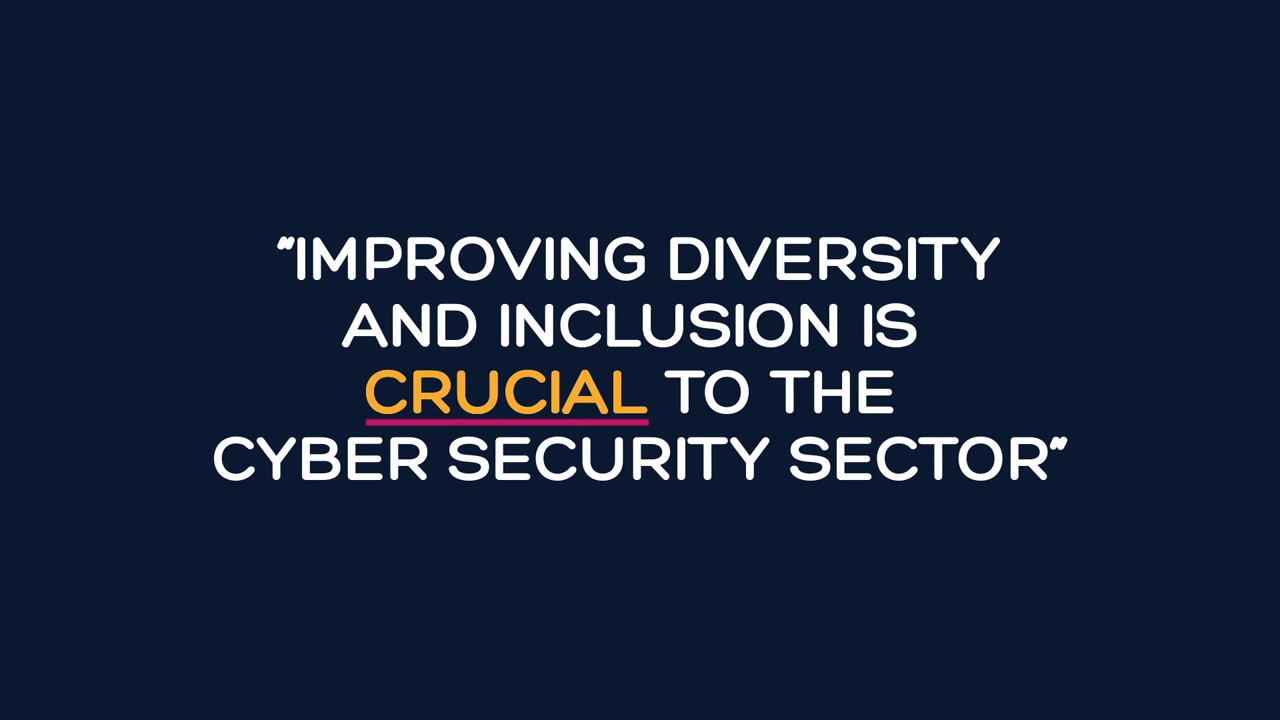 “IMPROVING DIVERSITY
AND INCLUSION IS
CRUCIAL TO THE
CYBER SECURITY SECTOR”